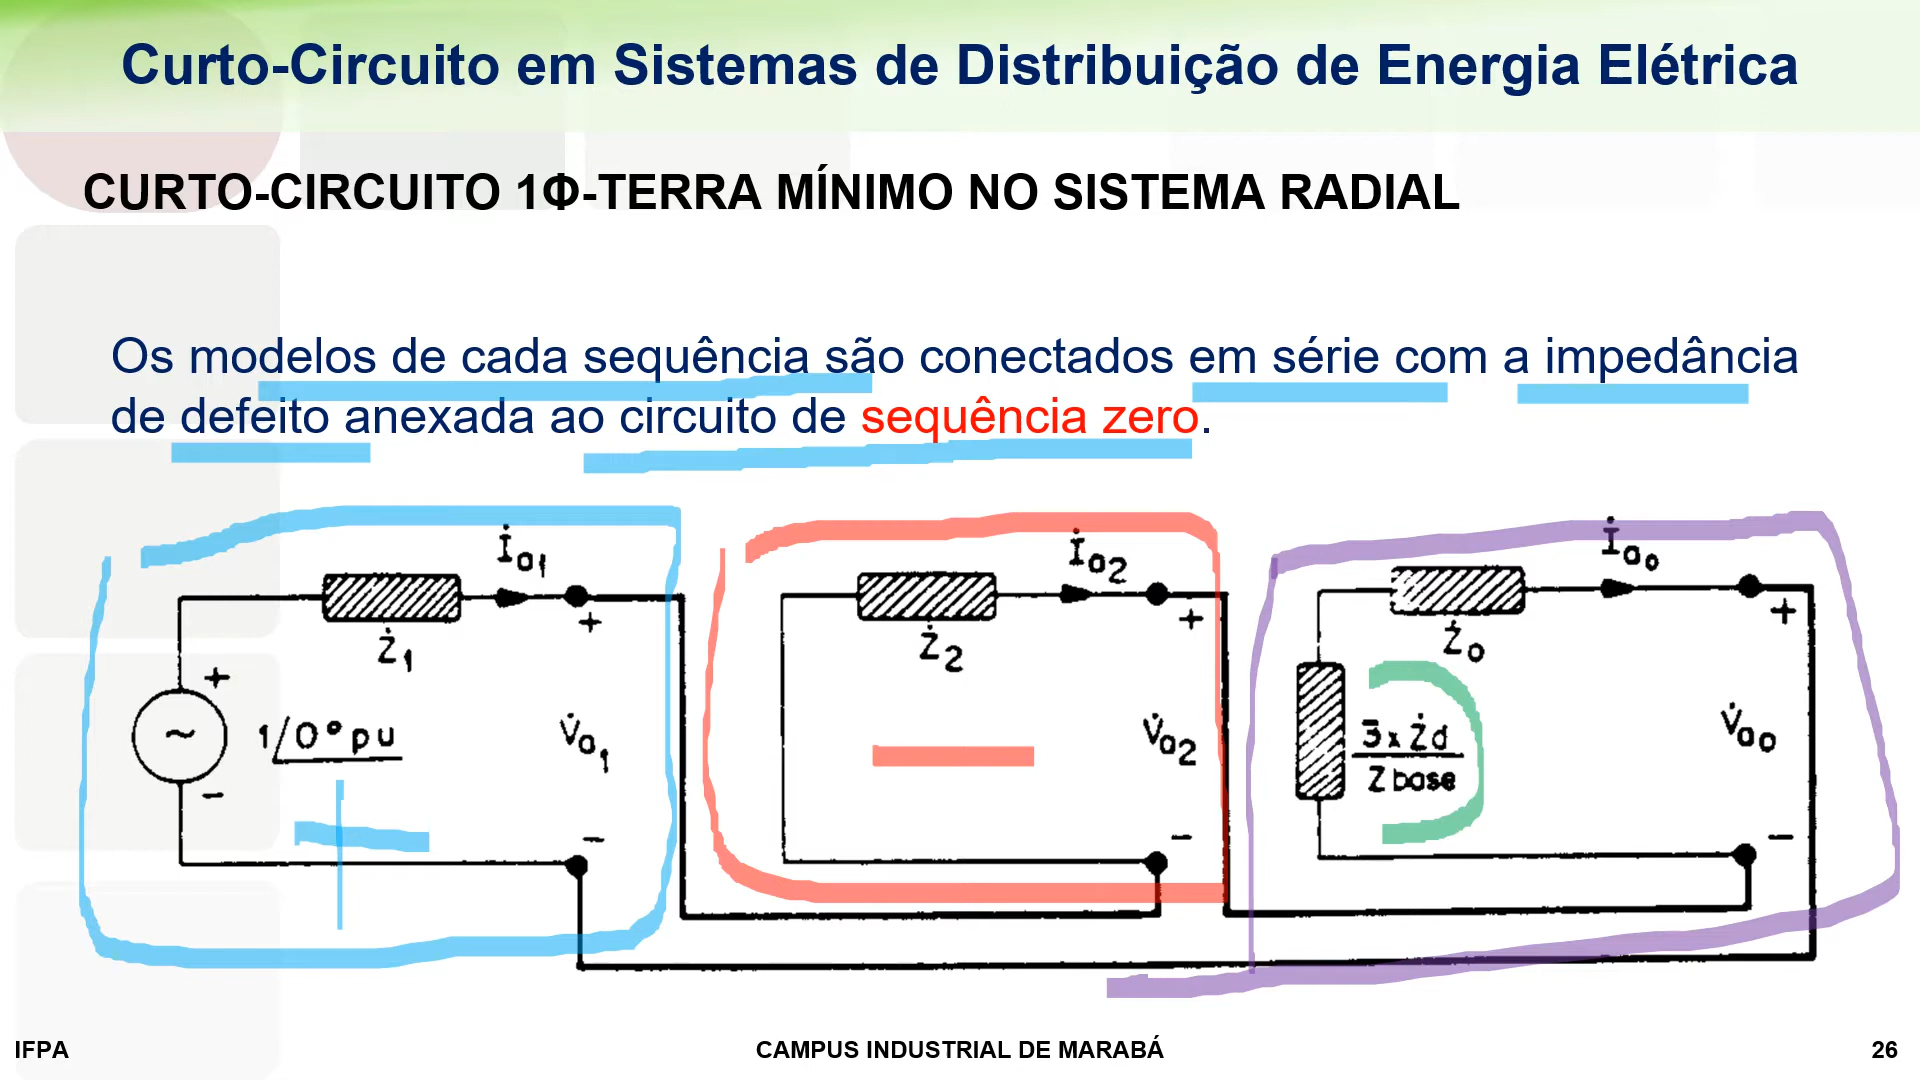 Curto-Circuito em Sistemas de Distribuição de Energia Elétrica
CURTO-CIRCUITO 1Φ-TERRA MÍNIMO NO SISTEMA RADIAL
Os modelos de cada sequência são conectados em série com a impedância
de defeito anexada ao circuito de sequência zero.
İa1
İa2
İa0
+
+
+
Ż1
Ż2
Ż0
+
~
1/0° pu
V̇a1
V̇a2
3 x Żd
Z base
V̇a0
-
-
-
-
IFPA
CAMPUS INDUSTRIAL DE MARABÁ
26